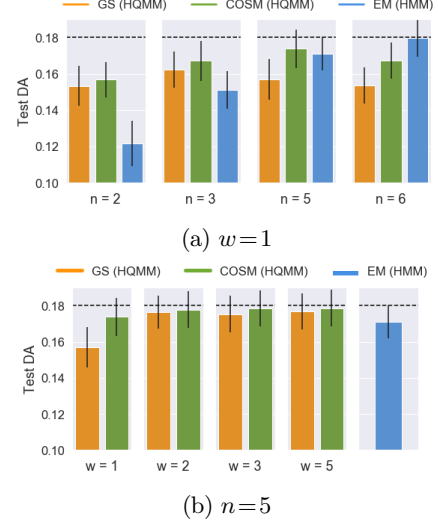 GS (HQMM) COSM (HQMM) EM (HMM)
0.18
0.16
0.14
0.12
0.10
Test DA
n = 2 n = 3 n = 5 n = 6
(a) w=1
GS (HQMM) COSM (HQMM) EM (HMM)
0.18
0.16
0.14
0.12
0.10
Test DA
w = 1 w = 2 w = 3 w = 5
(b) n=5